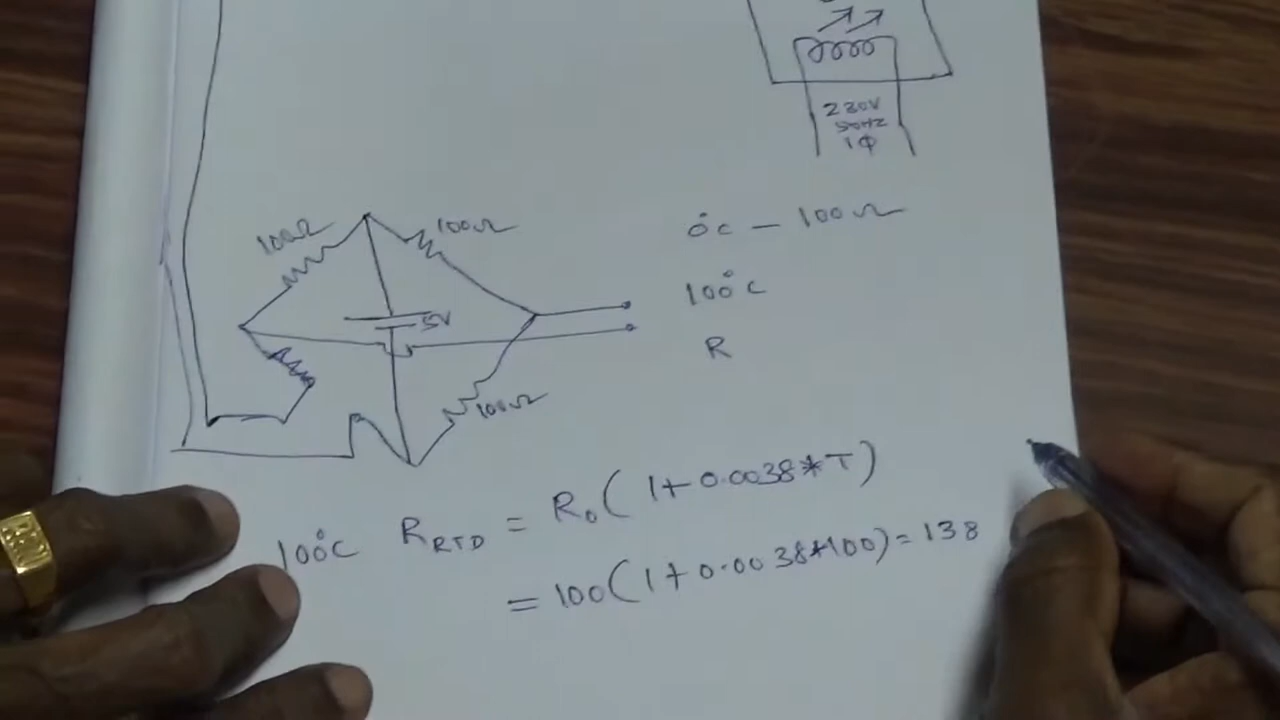 230V
50Hz
1Φ
100Ω
100Ω
0°C — 100Ω
5V
100°C
R
100Ω
100°C R_RTD = R₀(1+0.0038*T)
= 100(1+0.0038*100) = 138